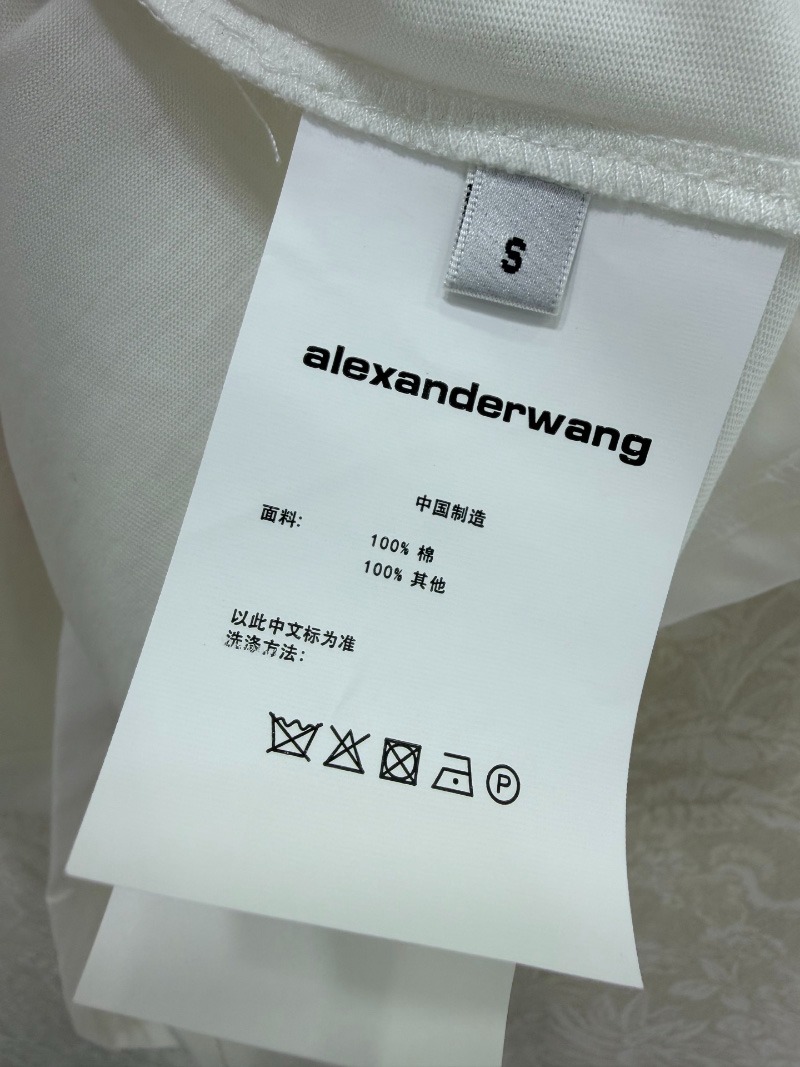 S
alexanderwang
中国制造
面料:
100% 棉
100% 其他
以此中文标为准
洗涤方法:
P